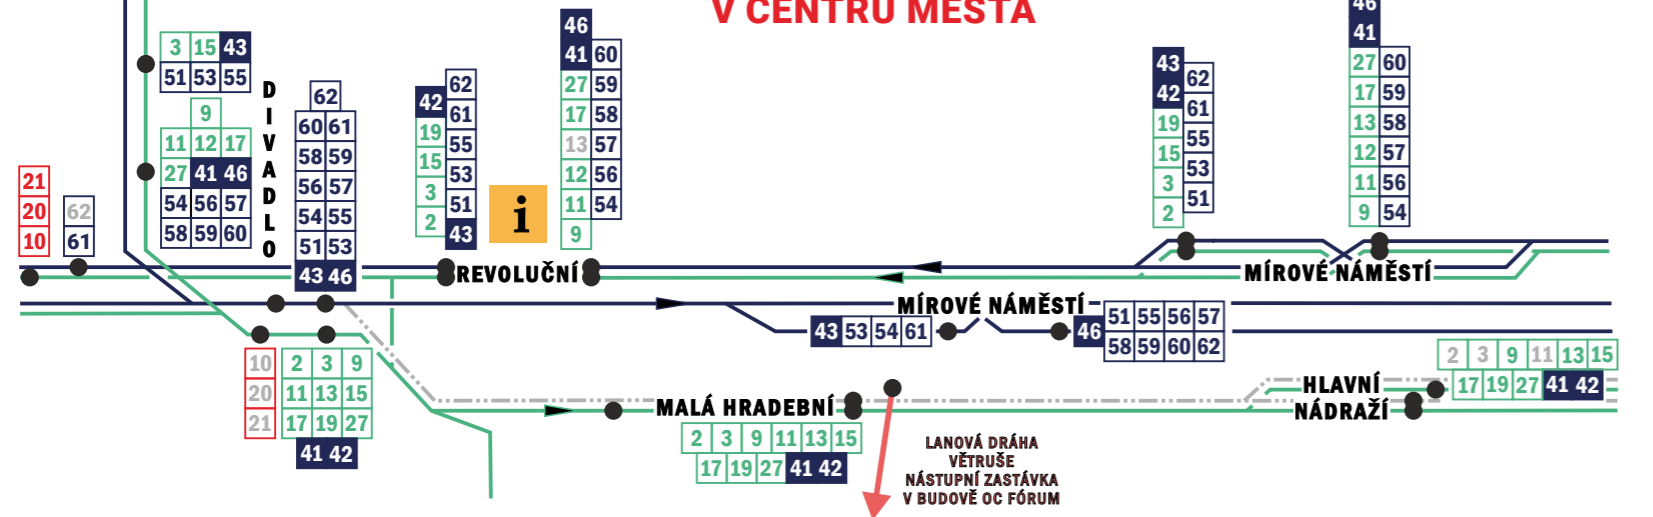 V CENTRU MĚSTA
3 15 43
51 53 55
9
11 12 17
27 41 46
54 56 57
58 59 60
DIVADLO
21
20
10
62
61
62
60 61
58 59
56 57
54 55
51 53
43 46
42
19
15
3
2
62
61
55
53
51
43
i
46
41
27
17
13
12
11
9
60
59
58
57
56
54
43
42
19
15
3
2
62
61
55
53
51
46
41
27
17
13
12
11
9
60
59
58
57
56
54
REVOLUČNÍ
MÍROVÉ NÁMĚSTÍ
MÍROVÉ NÁMĚSTÍ
43 53 54 61
46
51 55 56 57
58 59 60 62
10
20
21
2 3 9
11 13 15
17 19 27
41 42
MALÁ HRADEBNÍ
2 3 9 11 13 15
17 19 27 41 42
LANOVÁ DRÁHA
VĚTRUŠE
NÁSTUPNÍ ZASTÁVKA
V BUDOVĚ OC FÓRUM
HLAVNÍ
NÁDRAŽÍ
2 3 9 11 13 15
17 19 27 41 42